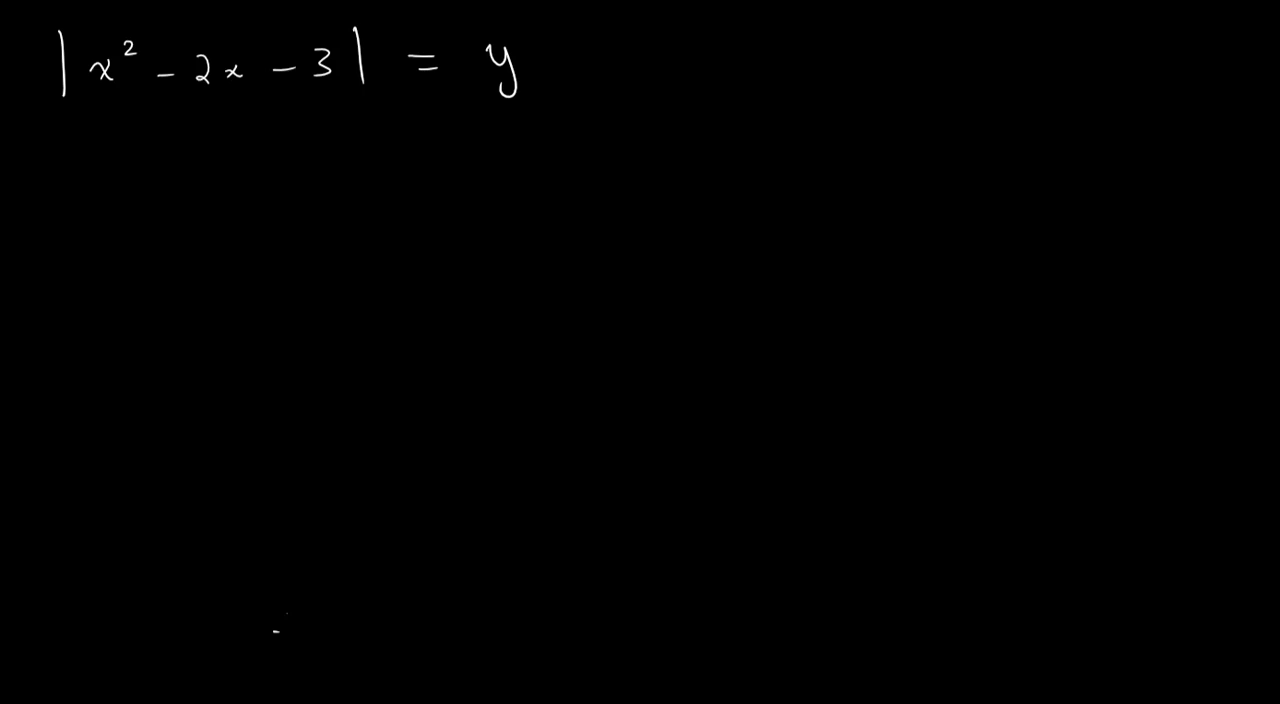 |x² - 2x - 3| = y